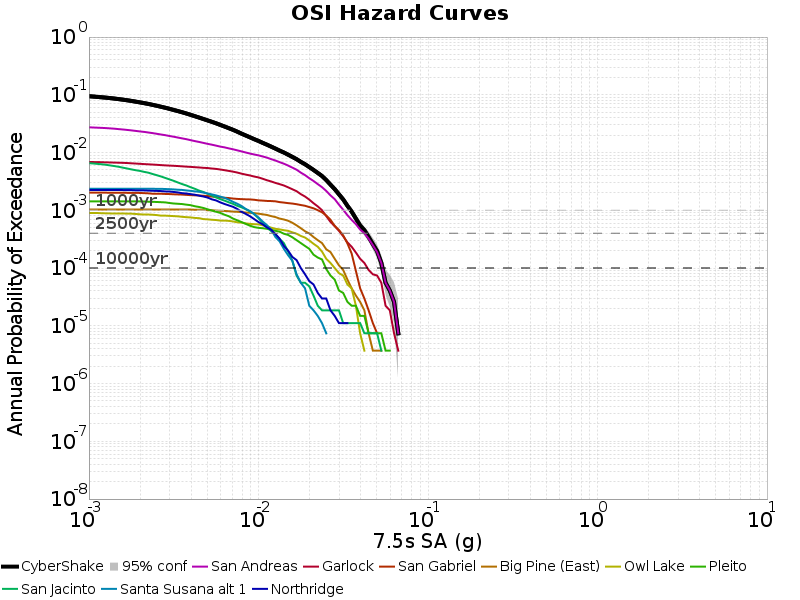 OSI Hazard Curves
Annual Probability of Exceedance
10^0
10^-1
10^-2
10^-3
10^-4
10^-5
10^-6
10^-7
10^-8
1000yr
2500yr
10000yr
10^-3 10^-2 10^-1 10^0 10^1
7.5s SA (g)
CyberShake 95% conf San Andreas Garlock San Gabriel Big Pine (East) Owl Lake Pleito
San Jacinto Santa Susana alt 1 Northridge